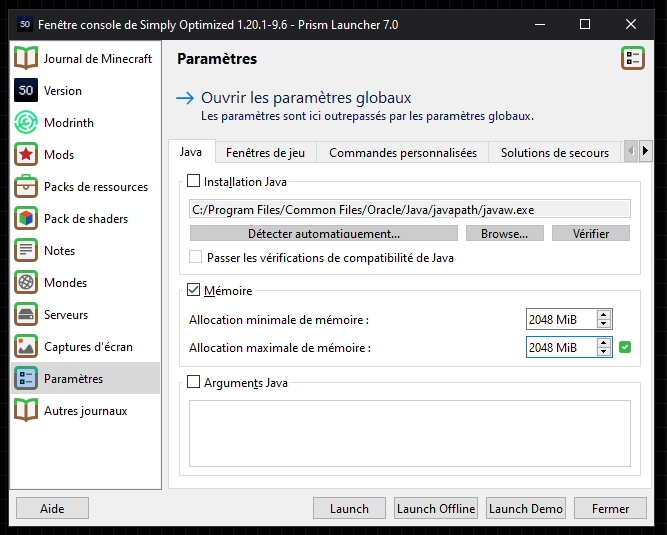 Fenêtre console de Simply Optimized 1.20.1-9.6 - Prism Launcher 7.0
Journal de Minecraft
SO Version
Modrinth
Mods
Packs de ressources
Pack de shaders
Notes
Mondes
Serveurs
Captures d'écran
Paramètres
Autres journaux
Paramètres
Ouvrir les paramètres globaux
Les paramètres sont ici outrepassés par les paramètres globaux.
Java Fenêtres de jeu Commandes personnalisées Solutions de secours
Installation Java
C:/Program Files/Common Files/Oracle/Java/javapath/javaw.exe
Détecter automatiquement... Browse... Vérifier
Passer les vérifications de compatibilité de Java
Mémoire
Allocation minimale de mémoire : 2048 MiB
Allocation maximale de mémoire : 2048 MiB
Arguments Java
Aide Launch Launch Offline Launch Demo Fermer